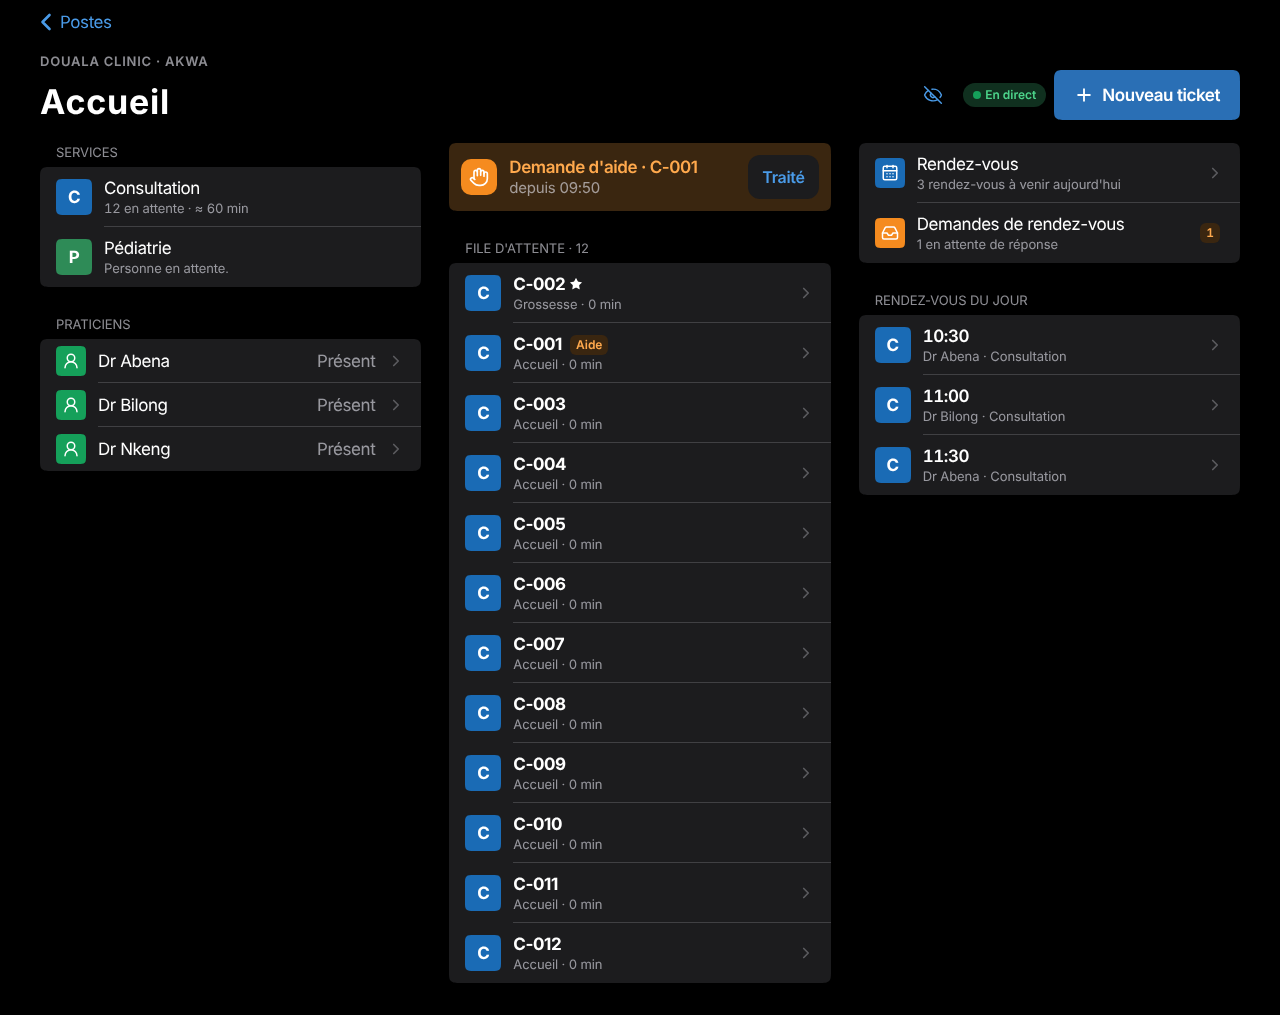 Postes
DOUALA CLINIC · AKWA
Accueil
En direct
Nouveau ticket
SERVICES
C
Consultation
12 en attente · ≈ 60 min
P
Pédiatrie
Personne en attente.
PRATICIENS
Dr Abena
Présent
Dr Bilong
Présent
Dr Nkeng
Présent
Demande d'aide · C-001
depuis 09:50
Traité
FILE D'ATTENTE · 12
C
C-002
Grossesse · 0 min
C
C-001 Aide
Accueil · 0 min
C
C-003
Accueil · 0 min
C
C-004
Accueil · 0 min
C
C-005
Accueil · 0 min
C
C-006
Accueil · 0 min
C
C-007
Accueil · 0 min
C
C-008
Accueil · 0 min
C
C-009
Accueil · 0 min
C
C-010
Accueil · 0 min
C
C-011
Accueil · 0 min
C
C-012
Accueil · 0 min
Rendez-vous
3 rendez-vous à venir aujourd'hui
Demandes de rendez-vous
1 en attente de réponse
1
RENDEZ-VOUS DU JOUR
C
10:30
Dr Abena · Consultation
C
11:00
Dr Bilong · Consultation
C
11:30
Dr Abena · Consultation